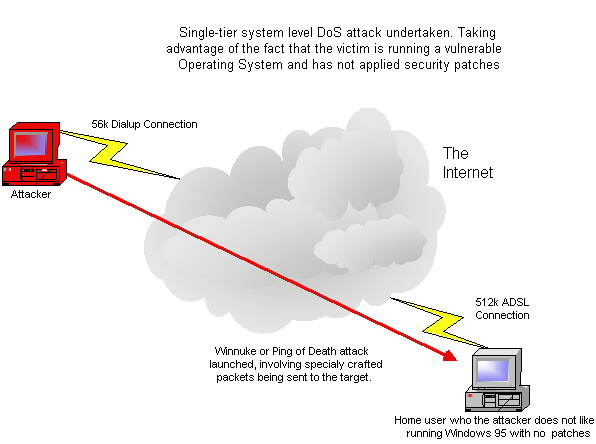 Single-tier system level DoS attack undertaken. Taking
advantage of the fact that the victim is running a vulnerable
Operating System and has not applied security patches
56k Dialup Connection
The
Internet
Attacker
512k ADSL
Connection
Winnuke or Ping of Death attack
launched, involving specialy crafted
packets being sent to the target.
Home user who the attacker does not like
running Windows 95 with no patches